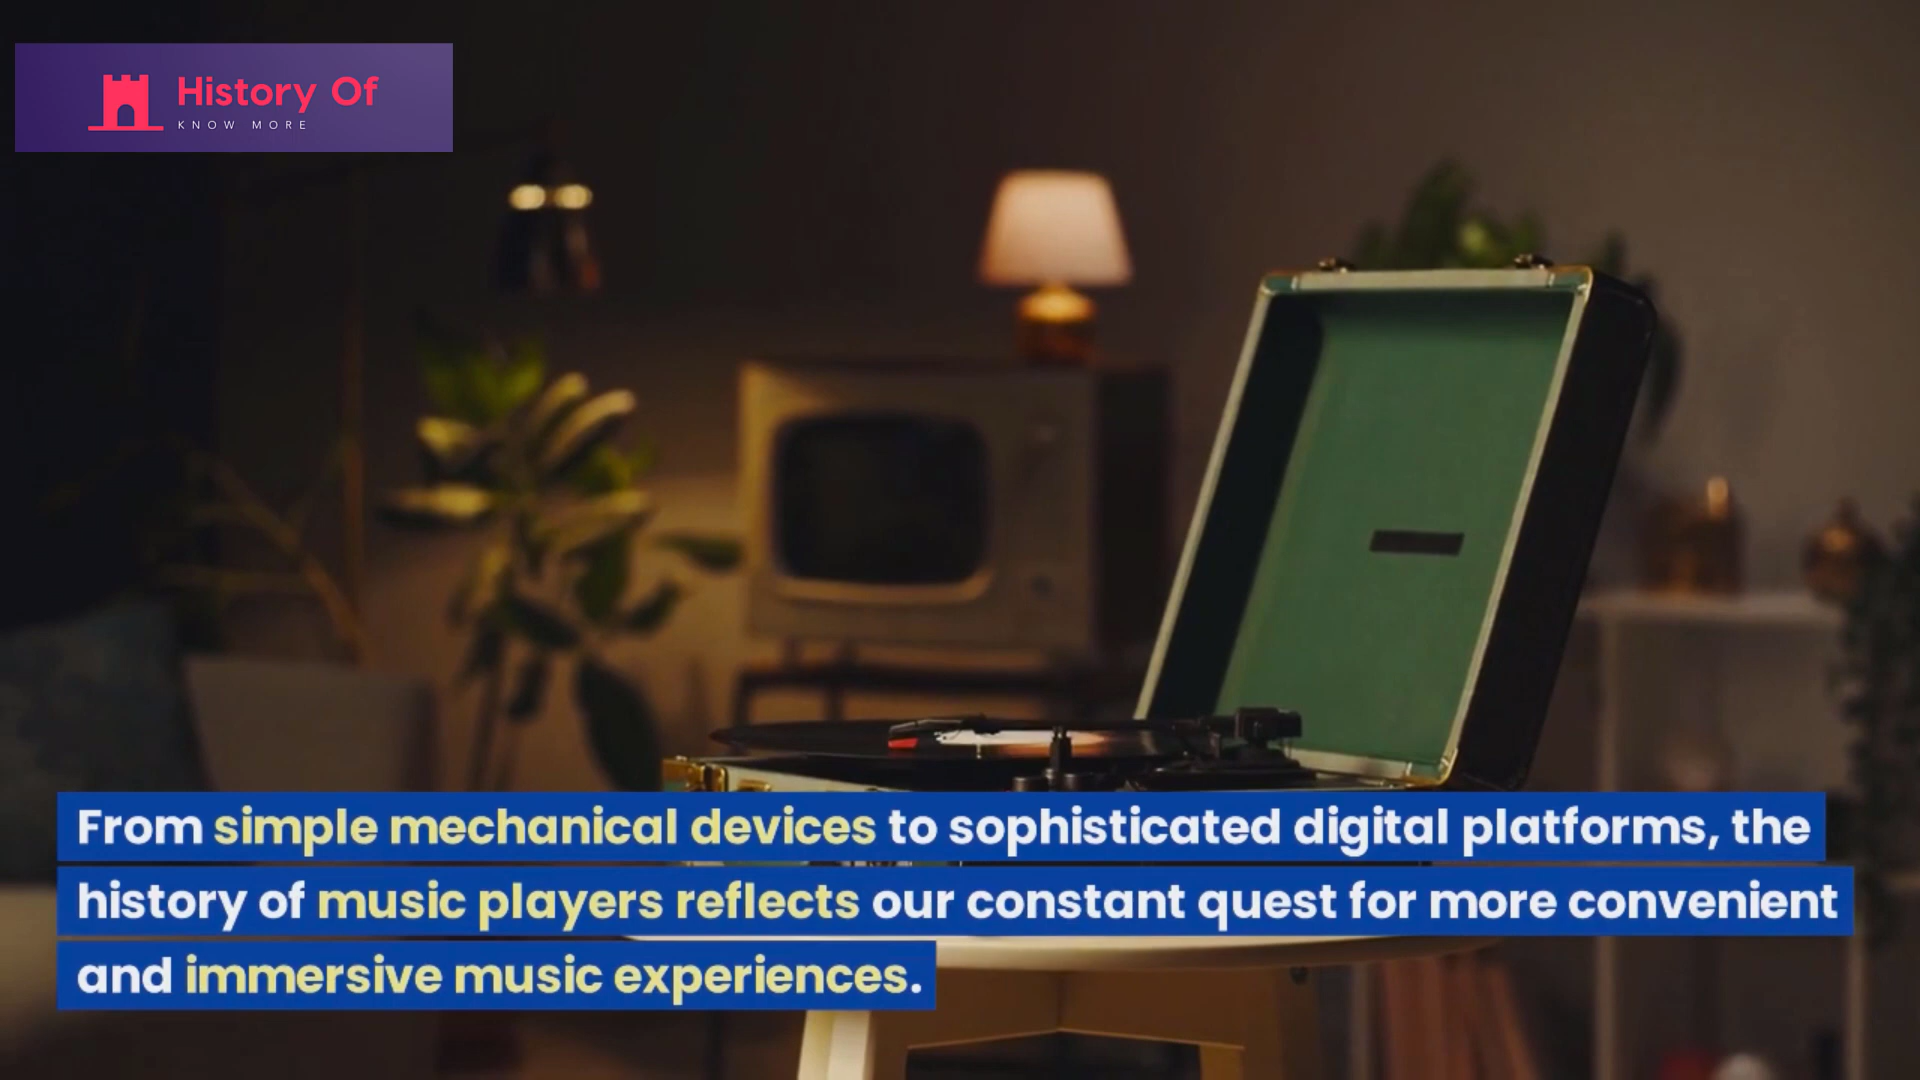 History Of
KNOW MORE
From simple mechanical devices to sophisticated digital platforms, the
history of music players reflects our constant quest for more convenient
and immersive music experiences.